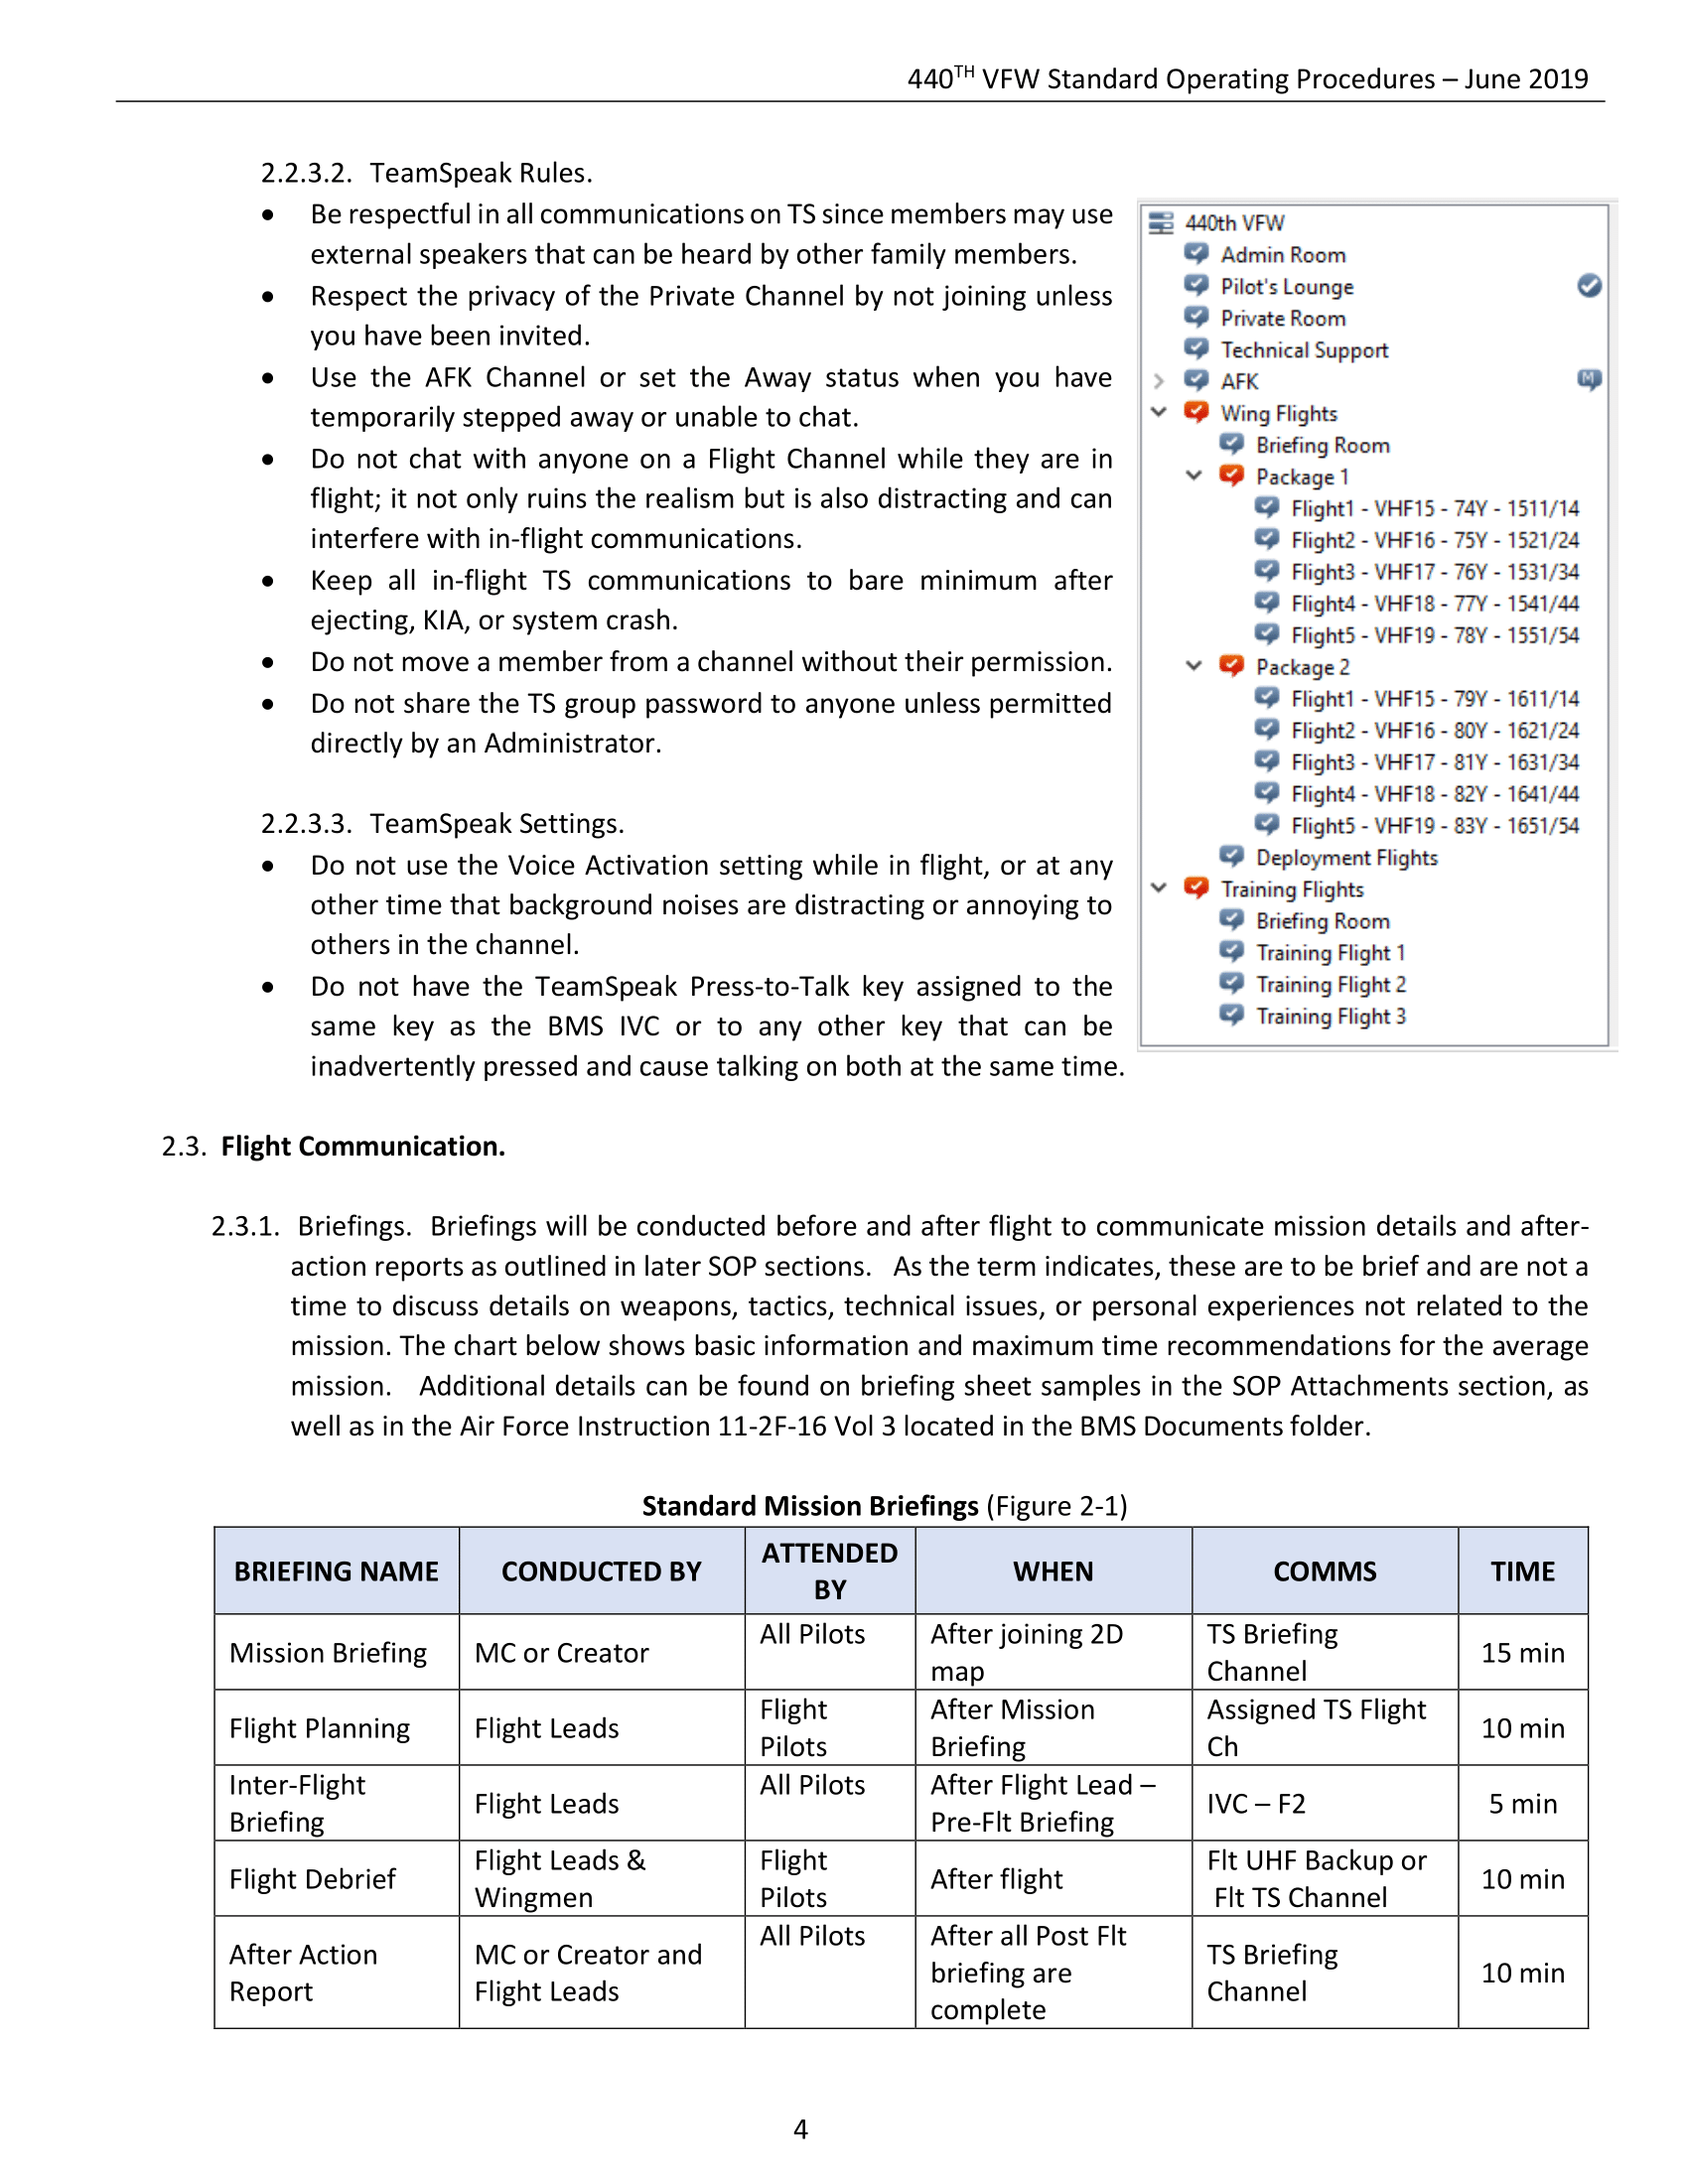 440TH VFW Standard Operating Procedures – June 2019
2.2.3.2. TeamSpeak Rules.
• Be respectful in all communications on TS since members may use
external speakers that can be heard by other family members.
• Respect the privacy of the Private Channel by not joining unless
you have been invited.
• Use the AFK Channel or set the Away status when you have
temporarily stepped away or unable to chat.
• Do not chat with anyone on a Flight Channel while they are in
flight; it not only ruins the realism but is also distracting and can
interfere with in-flight communications.
• Keep all in-flight TS communications to bare minimum after
ejecting, KIA, or system crash.
• Do not move a member from a channel without their permission.
• Do not share the TS group password to anyone unless permitted
directly by an Administrator.
2.2.3.3. TeamSpeak Settings.
• Do not use the Voice Activation setting while in flight, or at any
other time that background noises are distracting or annoying to
others in the channel.
• Do not have the TeamSpeak Press-to-Talk key assigned to the
same key as the BMS IVC or to any other key that can be
inadvertently pressed and cause talking on both at the same time.
440th VFW
Admin Room
Pilot's Lounge
Private Room
Technical Support
AFK
M
Wing Flights
Briefing Room
Package 1
Flight1 - VHF15 - 74Y - 1511/14
Flight2 - VHF16 - 75Y - 1521/24
Flight3 - VHF17 - 76Y - 1531/34
Flight4 - VHF18 - 77Y - 1541/44
Flight5 - VHF19 - 78Y - 1551/54
Package 2
Flight1 - VHF15 - 79Y - 1611/14
Flight2 - VHF16 - 80Y - 1621/24
Flight3 - VHF17 - 81Y - 1631/34
Flight4 - VHF18 - 82Y - 1641/44
Flight5 - VHF19 - 83Y - 1651/54
Deployment Flights
Training Flights
Briefing Room
Training Flight 1
Training Flight 2
Training Flight 3
2.3. Flight Communication.
2.3.1. Briefings. Briefings will be conducted before and after flight to communicate mission details and after-
action reports as outlined in later SOP sections. As the term indicates, these are to be brief and are not a
time to discuss details on weapons, tactics, technical issues, or personal experiences not related to the
mission. The chart below shows basic information and maximum time recommendations for the average
mission. Additional details can be found on briefing sheet samples in the SOP Attachments section, as
well as in the Air Force Instruction 11-2F-16 Vol 3 located in the BMS Documents folder.
Standard Mission Briefings (Figure 2-1)
BRIEFING NAME
CONDUCTED BY
ATTENDED
BY
WHEN
COMMS
TIME
Mission Briefing
MC or Creator
All Pilots
After joining 2D
map
TS Briefing
Channel
15 min
Flight Planning
Flight Leads
Flight
Pilots
After Mission
Briefing
Assigned TS Flight
Ch
10 min
Inter-Flight
Briefing
Flight Leads
All Pilots
After Flight Lead –
Pre-Flt Briefing
IVC – F2
5 min
Flight Debrief
Flight Leads &
Wingmen
Flight
Pilots
After flight
Flt UHF Backup or
Flt TS Channel
10 min
After Action
Report
MC or Creator and
Flight Leads
All Pilots
After all Post Flt
briefing are
complete
TS Briefing
Channel
10 min
4